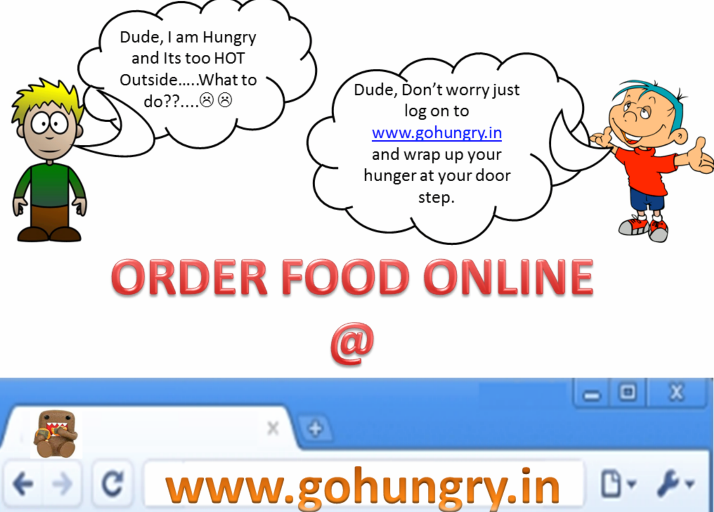 Dude, I am Hungry
and Its too HOT
Outside.....What to
do??....☹ ☹
Dude, Don't worry just
log on to
www.gohungry.in
and wrap up your
hunger at your door
step.
ORDER FOOD ONLINE
@
www.gohungry.in